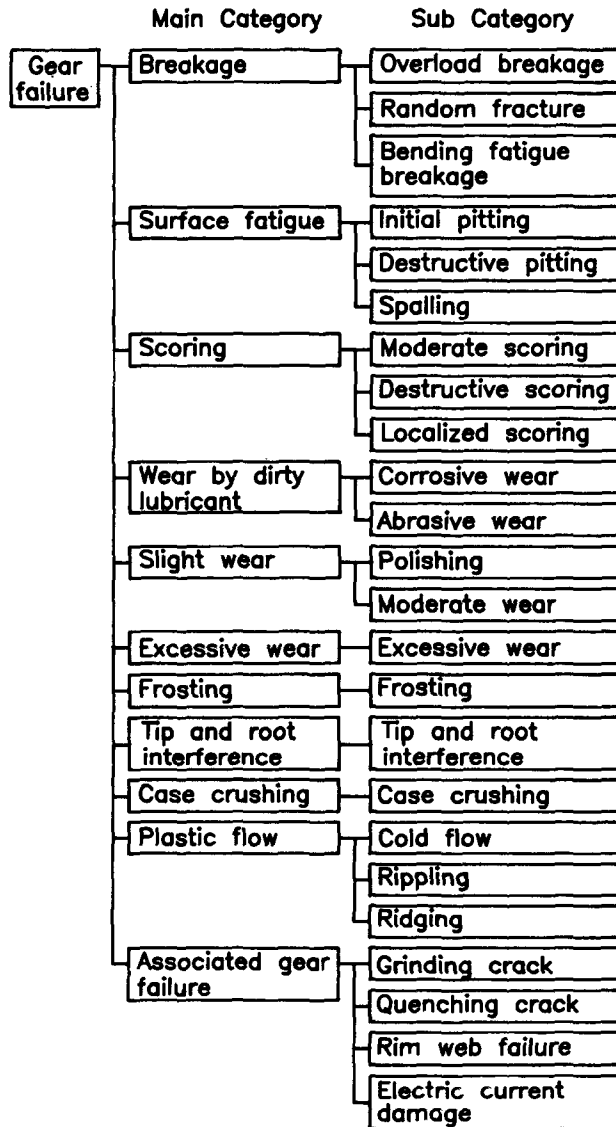 Main Category Sub Category
Gear failure
Breakage
Overload breakage
Random fracture
Bending fatigue
breakage
Surface fatigue
Initial pitting
Destructive pitting
Spalling
Scoring
Moderate scoring
Destructive scoring
Localized scoring
Wear by dirty
lubricant
Corrosive wear
Abrasive wear
Slight wear
Polishing
Moderate wear
Excessive wear
Excessive wear
Frosting
Frosting
Tip and root
interference
Tip and root
interference
Case crushing
Case crushing
Plastic flow
Cold flow
Rippling
Ridging
Associated gear
failure
Grinding crack
Quenching crack
Rim web failure
Electric current
damage